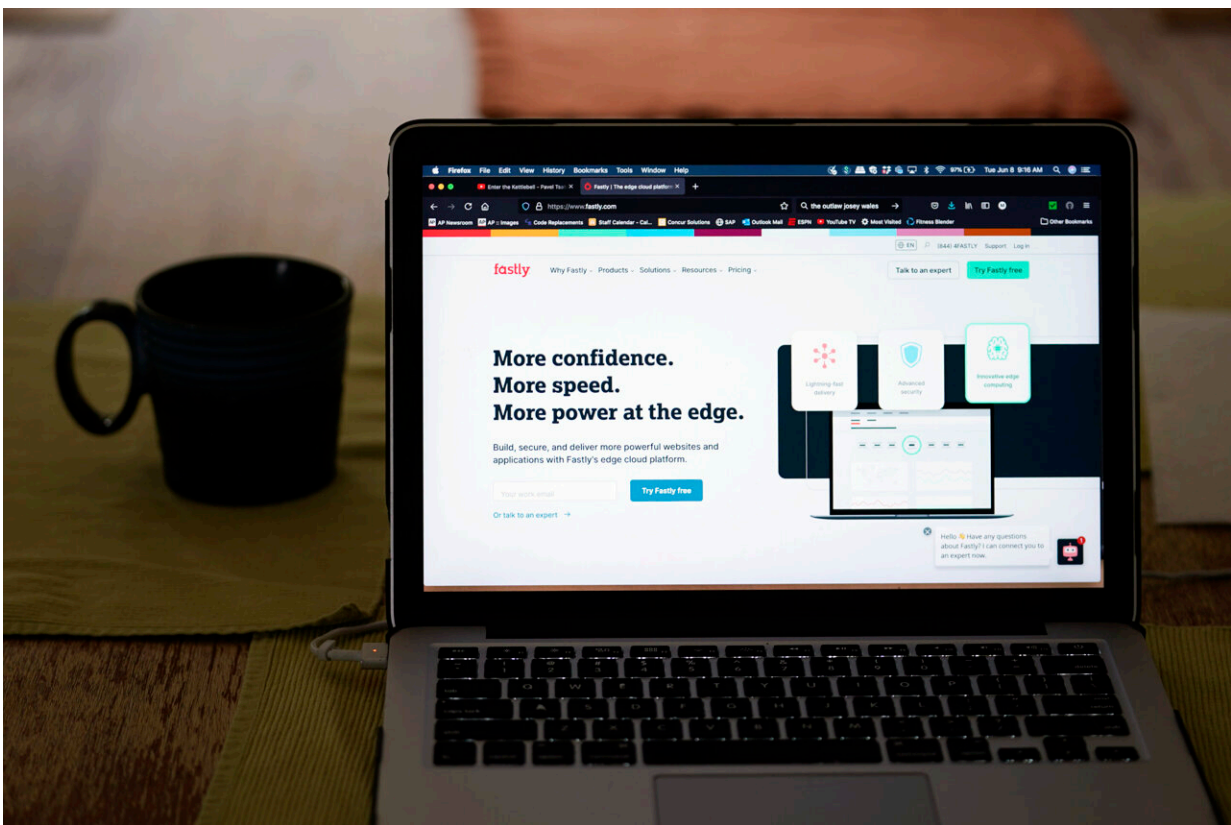 Firefox File Edit View History Bookmarks Tools Window Help 97% Tue Jun 8 9:16 AM
Enter the Kettlebell - Pavel Tsat Fastly | The edge cloud platform
https://www.fastly.com the outlaw josey wales
AP Newsroom AP :: Images Code Replacements Staff Calendar - Cal... Concur Solutions SAP Outlook Mail ESPN YouTube TV Most Visited Fitness Blender Other Bookmarks
EN (844) 4FASTLY Support Log in
fastly Why Fastly Products Solutions Resources Pricing Talk to an expert Try Fastly free
More confidence.
More speed.
More power at the edge.
Lightning-fast
delivery
Advanced
security
Innovative edge
computing
Build, secure, and deliver more powerful websites and
applications with Fastly's edge cloud platform.
Your work email Try Fastly free
Or talk to an expert →
Hello 👋 Have any questions
about Fastly? I can connect you to
an expert now.
1